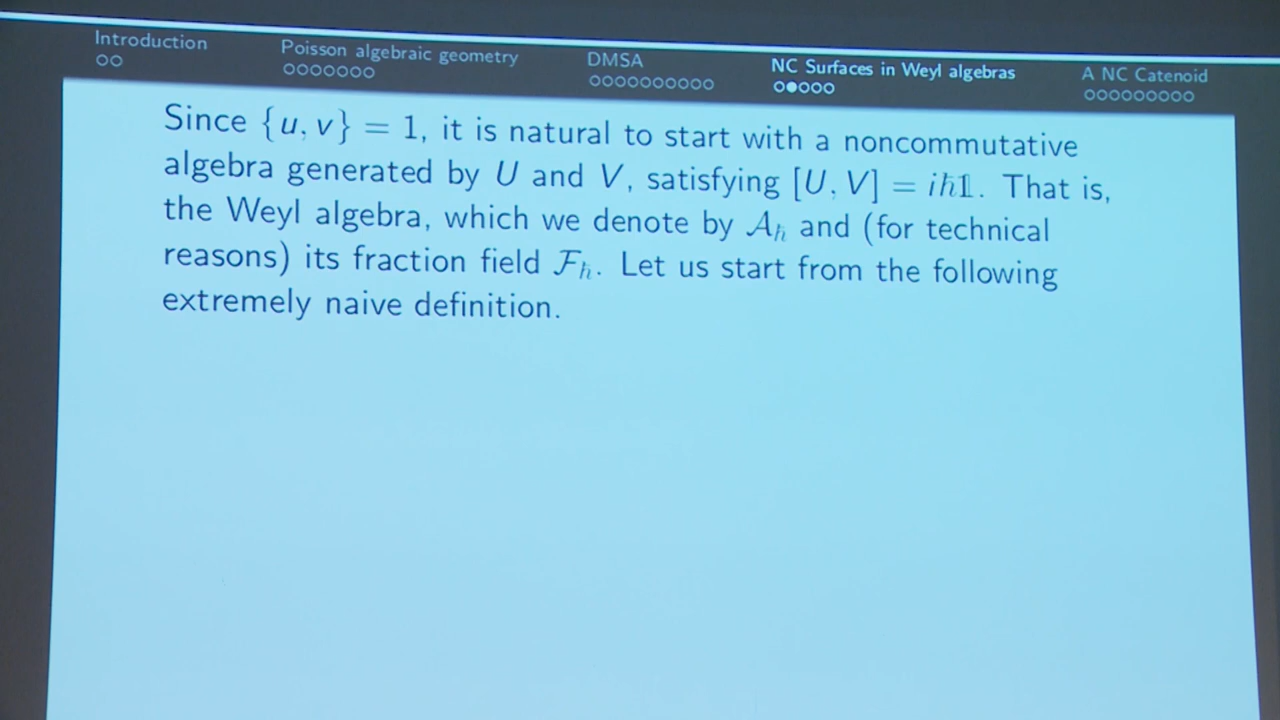 Introduction
Poisson algebraic geometry
DMSA
NC Surfaces in Weyl algebras
A NC Catenoid
Since {u, v} = 1, it is natural to start with a noncommutative
algebra generated by U and V, satisfying [U, V] = iℏ𝟙. That is,
the Weyl algebra, which we denote by 𝒜ℏ and (for technical
reasons) its fraction field ℱℏ. Let us start from the following
extremely naive definition.